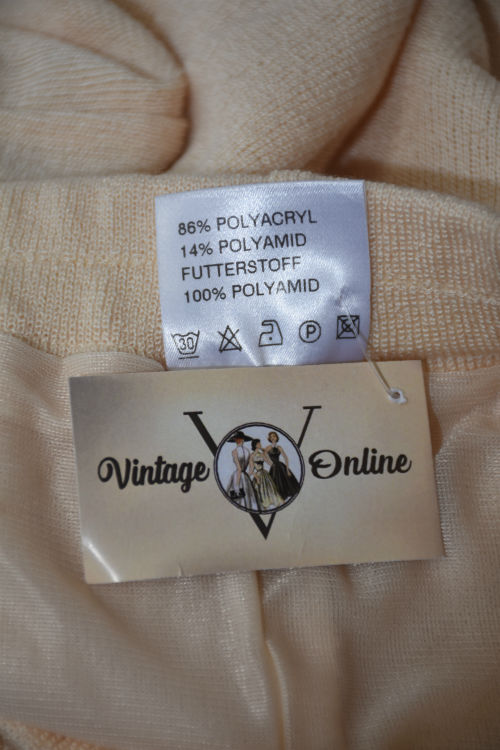 86% POLYACRYL
14% POLYAMID
FUTTERSTOFF
100% POLYAMID
30 P
V
Vintage Online